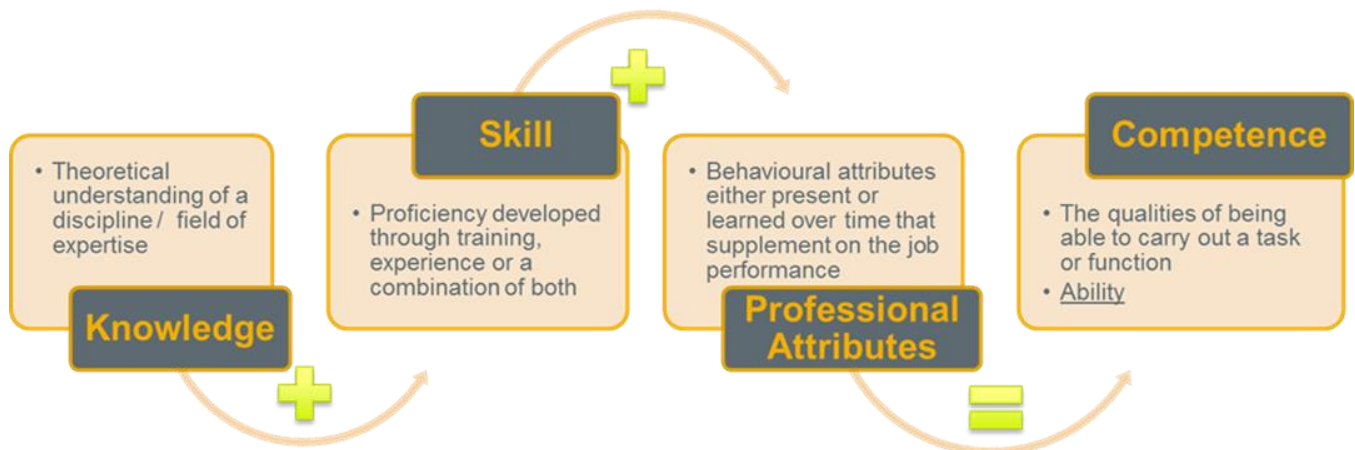 • Theoretical
understanding of a
discipline / field of
expertise
Knowledge
Skill
• Proficiency developed
through training,
experience or a
combination of both
• Behavioural attributes
either present or
learned over time that
supplement on the job
performance
Professional
Attributes
Competence
• The qualities of being
able to carry out a task
or function
• Ability